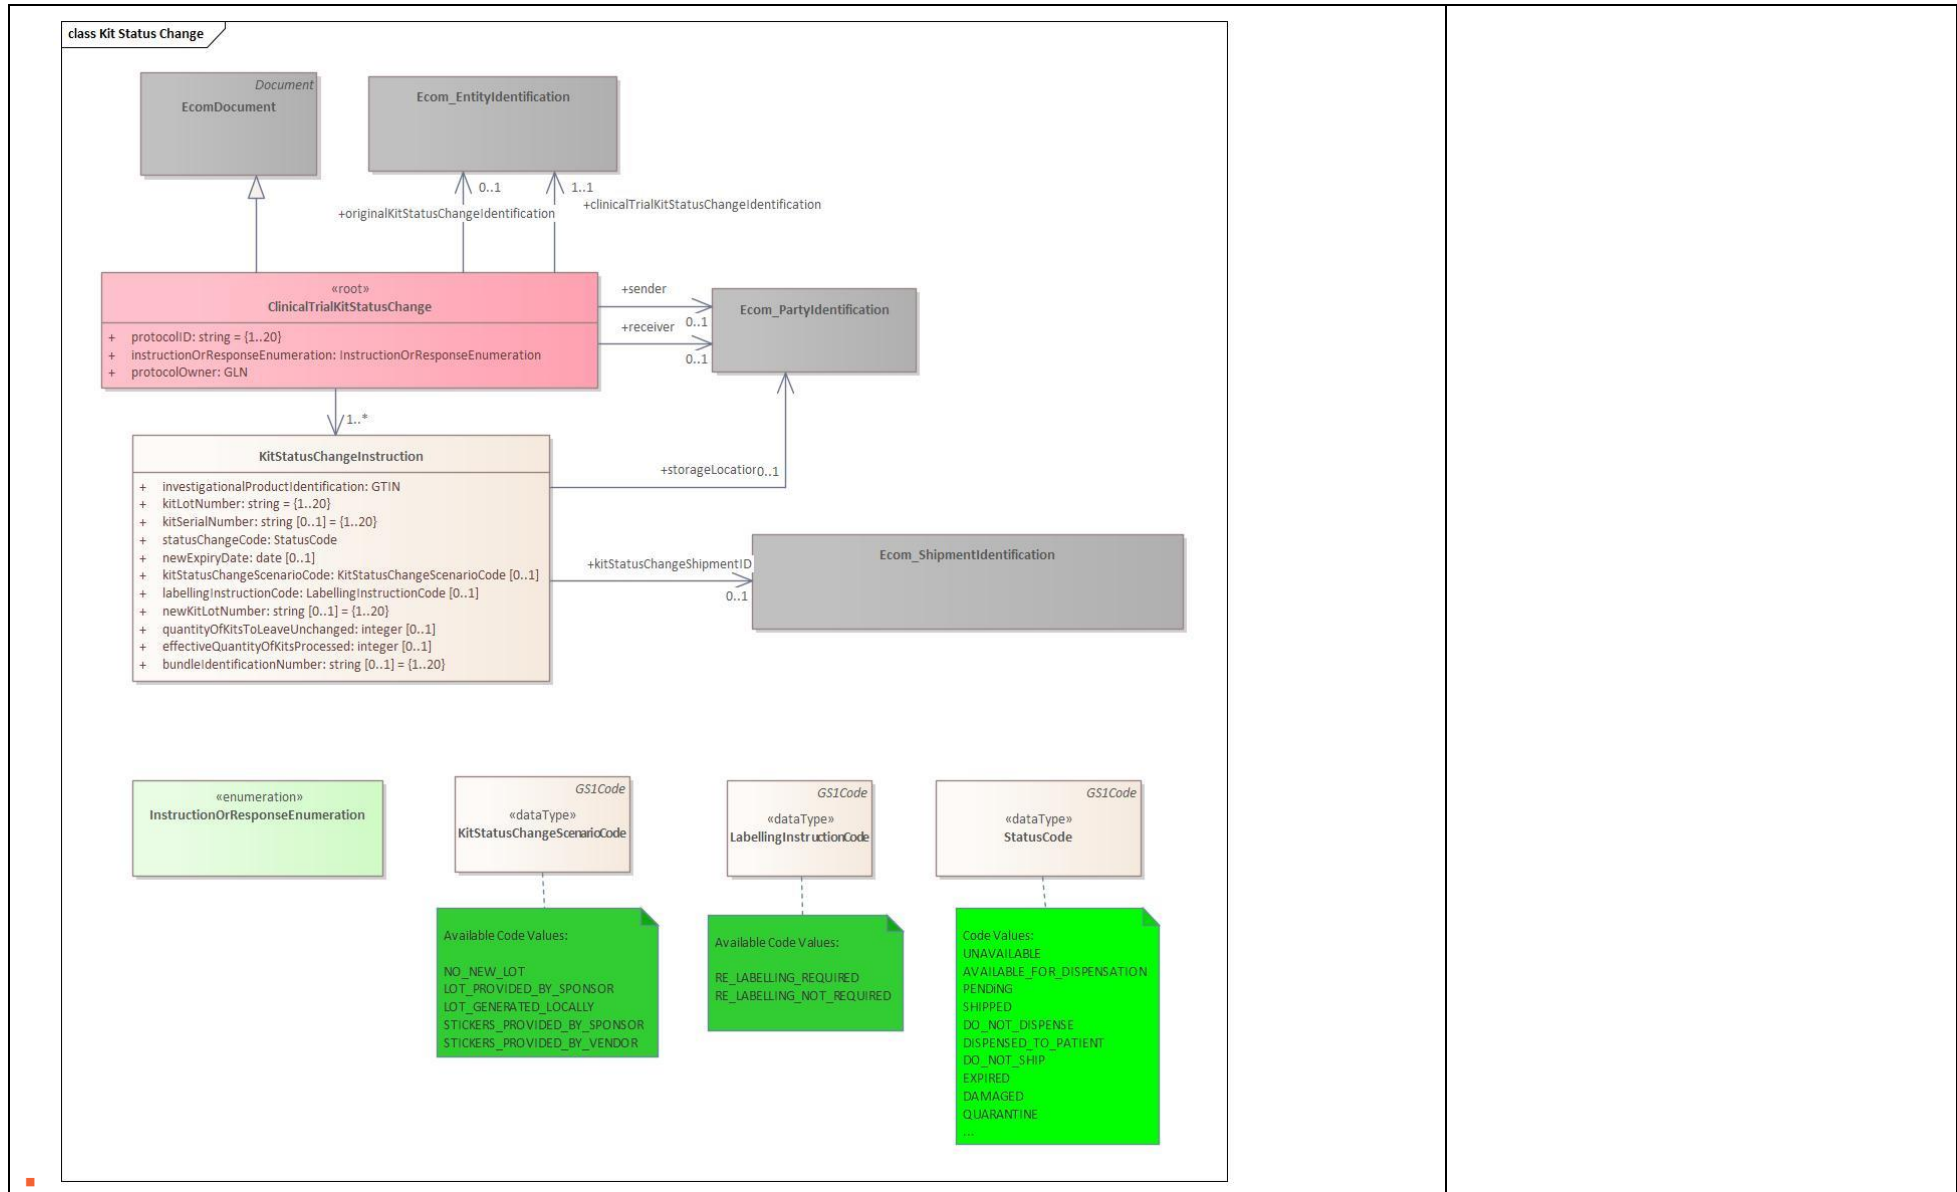 class Kit Status Change
Document
EcomDocument
Ecom_EntityIdentification
0..1
1..1
+originalKitStatusChangeIdentification
+clinicalTrialKitStatusChangeIdentification
«root»
ClinicalTrialKitStatusChange
+ protocolID: string = {1..20}
+ instructionOrResponseEnumeration: InstructionOrResponseEnumeration
+ protocolOwner: GLN
+sender
0..1
+receiver
0..1
Ecom_PartyIdentification
1..*
KitStatusChangeInstruction
+ investigationalProductIdentification: GTIN
+ kitLotNumber: string = {1..20}
+ kitSerialNumber: string [0..1] = {1..20}
+ statusChangeCode: StatusCode
+ newExpiryDate: date [0..1]
+ kitStatusChangeScenarioCode: KitStatusChangeScenarioCode [0..1]
+ labellingInstructionCode: LabellingInstructionCode [0..1]
+ newKitLotNumber: string [0..1] = {1..20}
+ quantityOfKitsToLeaveUnchanged: integer [0..1]
+ effectiveQuantityOfKitsProcessed: integer [0..1]
+ bundleIdentificationNumber: string [0..1] = {1..20}
+storageLocation 0..1
+kitStatusChangeShipmentID
0..1
Ecom_ShipmentIdentification
«enumeration»
InstructionOrResponseEnumeration
GS1Code
«dataType»
KitStatusChangeScenarioCode
GS1Code
«dataType»
LabellingInstructionCode
GS1Code
«dataType»
StatusCode
Available Code Values:
NO_NEW_LOT
LOT_PROVIDED_BY_SPONSOR
LOT_GENERATED_LOCALLY
STICKERS_PROVIDED_BY_SPONSOR
STICKERS_PROVIDED_BY_VENDOR
Available Code Values:
RE_LABELLING_REQUIRED
RE_LABELLING_NOT_REQUIRED
Code Values:
UNAVAILABLE
AVAILABLE_FOR_DISPENSATION
PENDiNG
SHIPPED
DO_NOT_DISPENSE
DISPENSED_TO_PATIENT
DO_NOT_SHIP
EXPIRED
DAMAGED
QUARANTINE
...